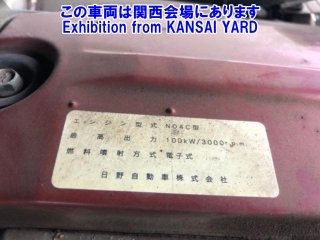 この車両は関西会場にあります
Exhibition from KANSAI YARD
エンジン型式 N04C型
最高出力 100kW/3000r.p.m
燃料噴射方式 電子式
日野自動車株式会社